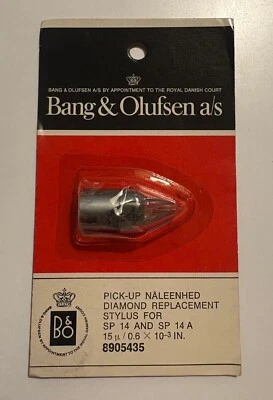 BANG & OLUFSEN A/S BY APPOINTMENT TO THE ROYAL DANISH COURT
Bang & Olufsen a/s
PICK-UP NÅLEENHED
DIAMOND REPLACEMENT
STYLUS FOR
SP 14 AND SP 14 A
15 µ / 0.6 × 10⁻³ IN.
8905435
B&O